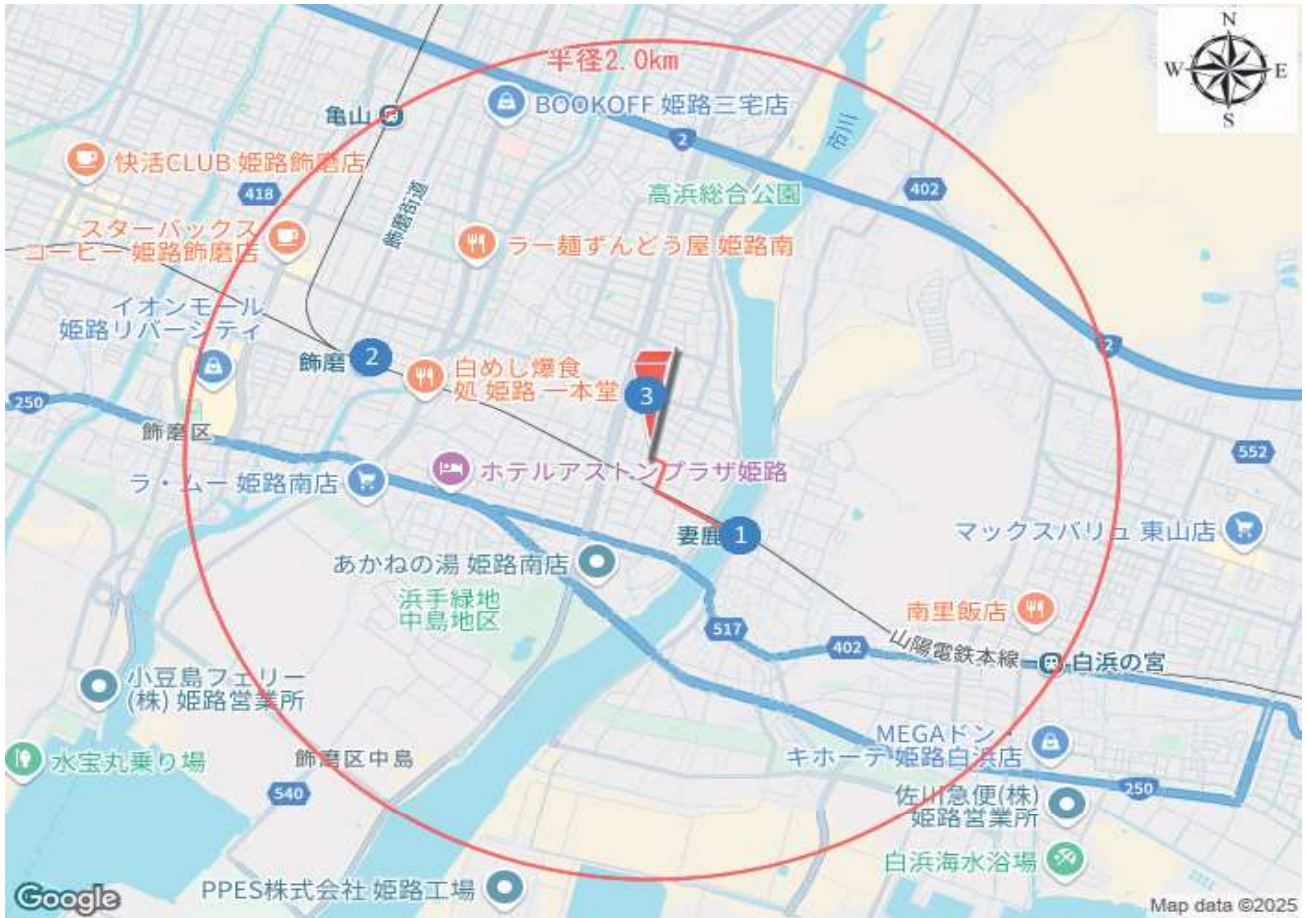 N
W
E
S
半径2.0km
亀山
BOOKOFF 姫路三宅店
市川
2
快活CLUB 姫路飾磨店
418
飾磨街道
高浜総合公園
402
スターバックス
コーヒー 姫路飾磨店
ラー麺ずんどう屋 姫路南
イオンモール
姫路リバーシティ
飾磨
2
白めし爆食
処 姫路 一本堂
3
2
250
飾磨区
ラ・ムー 姫路南店
ホテルアストンプラザ姫路
552
妻鹿
1
マックスバリュ 東山店
あかねの湯 姫路南店
浜手緑地
中島地区
南里飯店
517
402
山陽電鉄本線
白浜の宮
小豆島フェリー
(株) 姫路営業所
水宝丸乗り場
飾磨区中島
540
MEGAドン・
キホーテ 姫路白浜店
250
佐川急便(株)
姫路営業所
白浜海水浴場
PPES株式会社 姫路工場
Google
Map data ©2025